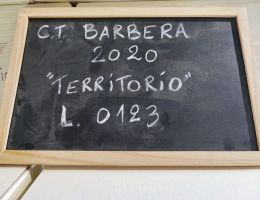 C.T. BARBERA
2020
"TERRITORIO"
L. 0123